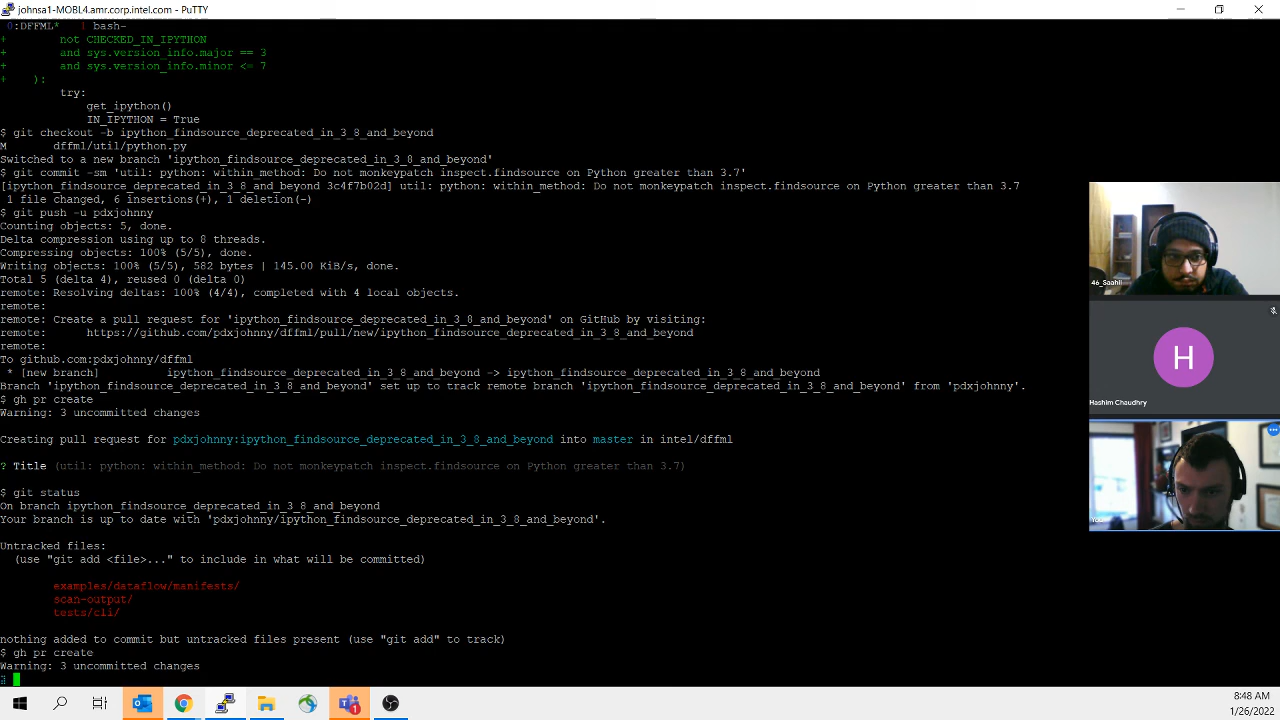 johnsa1-MOBL4.amr.corp.intel.com - PuTTY
0:DFFML* 1 bash-
+ not CHECKED_IN_IPYTHON
+ and sys.version_info.major == 3
+ and sys.version_info.minor <= 7
+ ):
try:
get_ipython()
IN_IPYTHON = True
$ git checkout -b ipython_findsource_deprecated_in_3_8_and_beyond
M dffml/util/python.py
Switched to a new branch 'ipython_findsource_deprecated_in_3_8_and_beyond'
$ git commit -sm 'util: python: within_method: Do not monkeypatch inspect.findsource on Python greater than 3.7'
[ipython_findsource_deprecated_in_3_8_and_beyond 3c4f7b02d] util: python: within_method: Do not monkeypatch inspect.findsource on Python greater than 3.7
1 file changed, 6 insertions(+), 1 deletion(-)
$ git push -u pdxjohnny
Counting objects: 5, done.
Delta compression using up to 8 threads.
Compressing objects: 100% (5/5), done.
Writing objects: 100% (5/5), 582 bytes | 145.00 KiB/s, done.
Total 5 (delta 4), reused 0 (delta 0)
remote: Resolving deltas: 100% (4/4), completed with 4 local objects.
remote:
remote: Create a pull request for 'ipython_findsource_deprecated_in_3_8_and_beyond' on GitHub by visiting:
remote: https://github.com/pdxjohnny/dffml/pull/new/ipython_findsource_deprecated_in_3_8_and_beyond
remote:
To github.com:pdxjohnny/dffml
* [new branch] ipython_findsource_deprecated_in_3_8_and_beyond -> ipython_findsource_deprecated_in_3_8_and_beyond
Branch 'ipython_findsource_deprecated_in_3_8_and_beyond' set up to track remote branch 'ipython_findsource_deprecated_in_3_8_and_beyond' from 'pdxjohnny'.
$ gh pr create
Warning: 3 uncommitted changes
Creating pull request for pdxjohnny:ipython_findsource_deprecated_in_3_8_and_beyond into master in intel/dffml
? Title (util: python: within_method: Do not monkeypatch inspect.findsource on Python greater than 3.7)
$ git status
On branch ipython_findsource_deprecated_in_3_8_and_beyond
Your branch is up to date with 'pdxjohnny/ipython_findsource_deprecated_in_3_8_and_beyond'.
Untracked files:
(use "git add <file>..." to include in what will be committed)
examples/dataflow/manifests/
scan-output/
tests/cli/
nothing added to commit but untracked files present (use "git add" to track)
$ gh pr create
Warning: 3 uncommitted changes
46_Saahil
H
Hashim Chaudhry
1
8:48 AM
1/26/2022